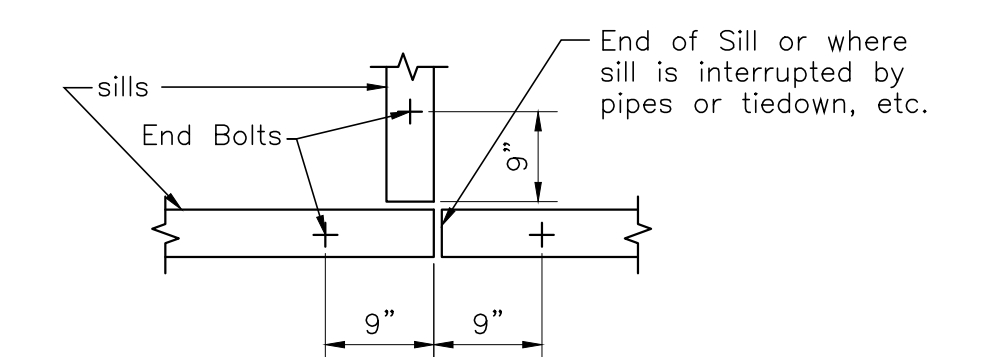 End of Sill or where
sill is interrupted by
pipes or tiedown, etc.
sills
End Bolts
9"
9"
9"